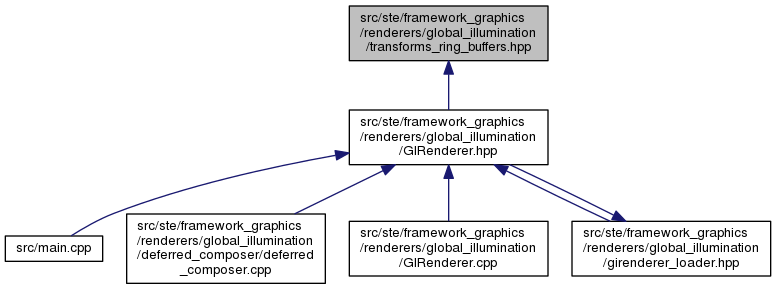 src/ste/framework_graphics
/renderers/global_illumination
/transforms_ring_buffers.hpp
src/ste/framework_graphics
/renderers/global_illumination
/GIRenderer.hpp
src/main.cpp
src/ste/framework_graphics
/renderers/global_illumination
/deferred_composer/deferred
_composer.cpp
src/ste/framework_graphics
/renderers/global_illumination
/GIRenderer.cpp
src/ste/framework_graphics
/renderers/global_illumination
/girenderer_loader.hpp